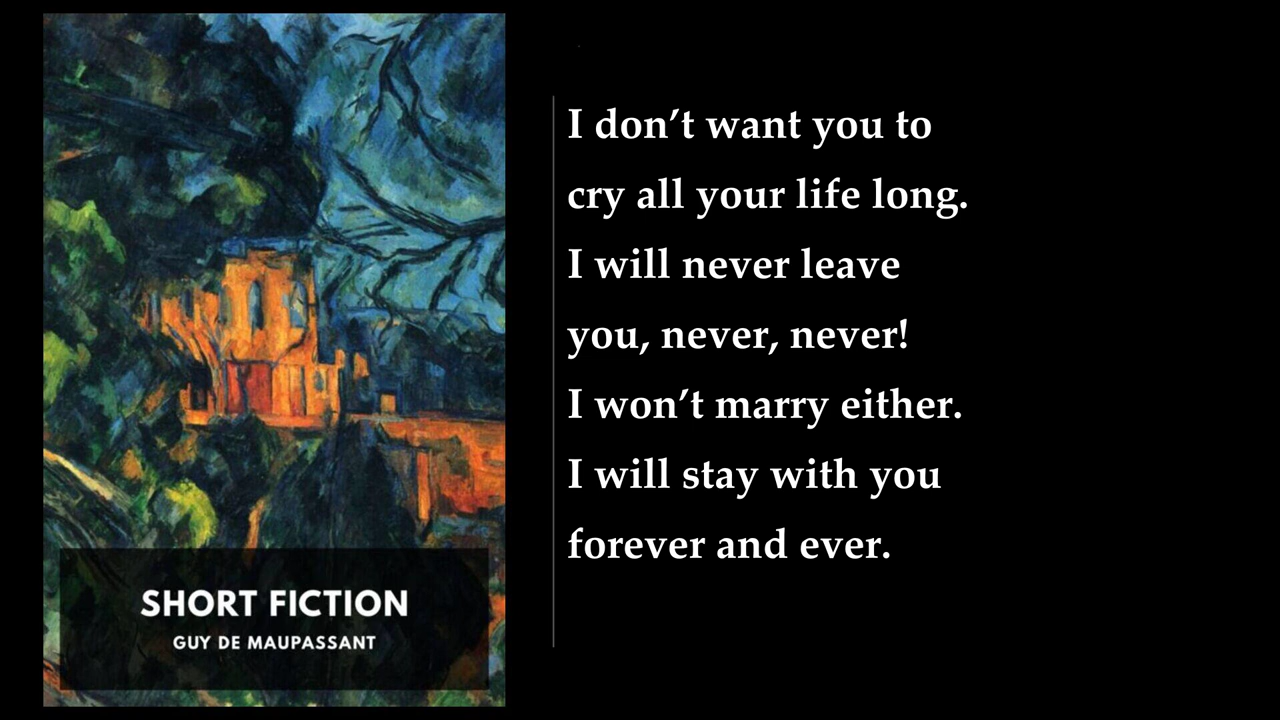 SHORT FICTION
GUY DE MAUPASSANT
I don’t want you to
cry all your life long.
I will never leave
you, never, never!
I won’t marry either.
I will stay with you
forever and ever.